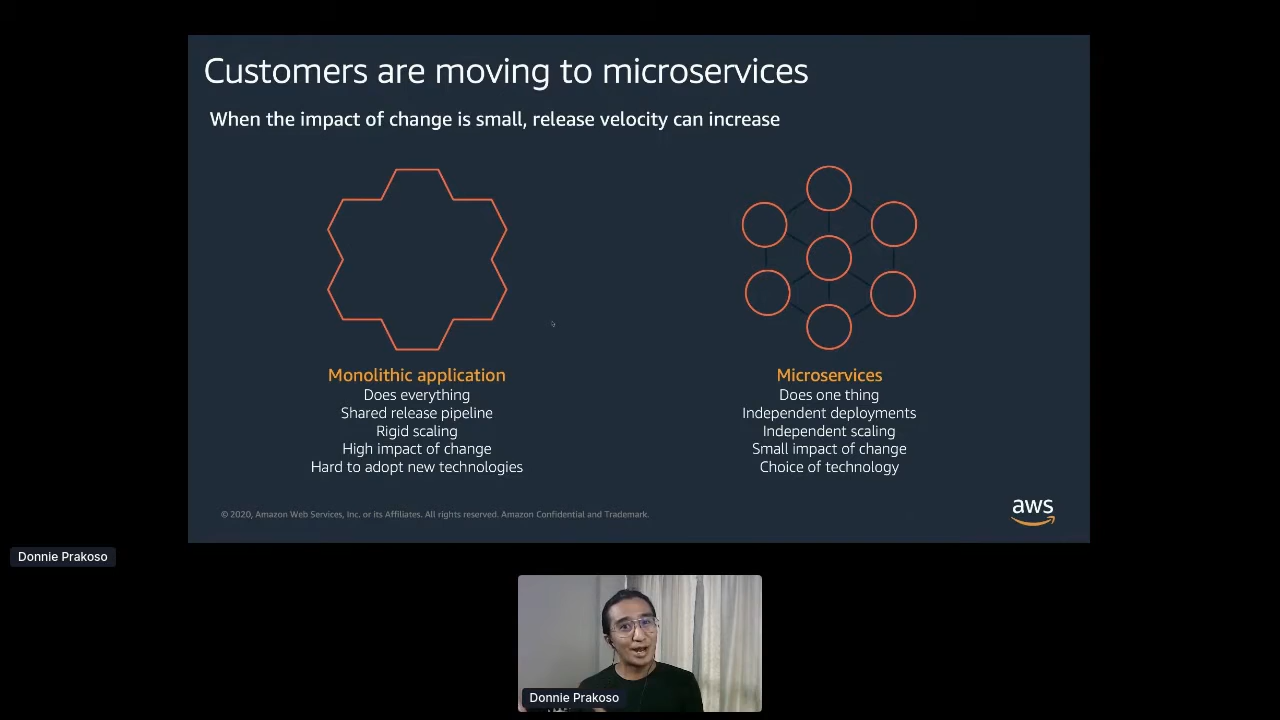 Customers are moving to microservices
When the impact of change is small, release velocity can increase
Monolithic application
Does everything
Shared release pipeline
Rigid scaling
High impact of change
Hard to adopt new technologies
Microservices
Does one thing
Independent deployments
Independent scaling
Small impact of change
Choice of technology
© 2020, Amazon Web Services, Inc. or its Affiliates. All rights reserved. Amazon Confidential and Trademark.
aws
Donnie Prakoso
Donnie Prakoso